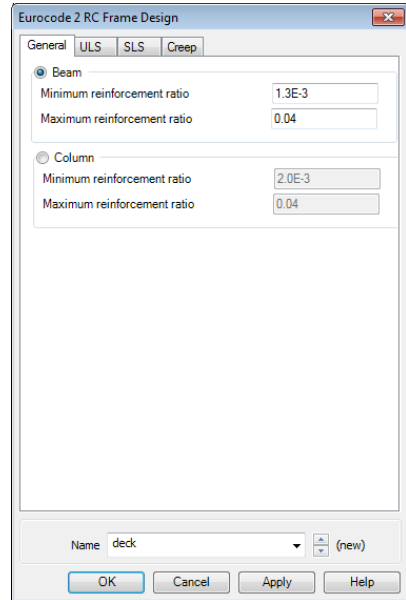 Eurocode 2 RC Frame Design
General ULS SLS Creep
Beam
Minimum reinforcement ratio 1.3E-3
Maximum reinforcement ratio 0.04
Column
Minimum reinforcement ratio 2.0E-3
Maximum reinforcement ratio 0.04
Name deck (new)
OK Cancel Apply Help